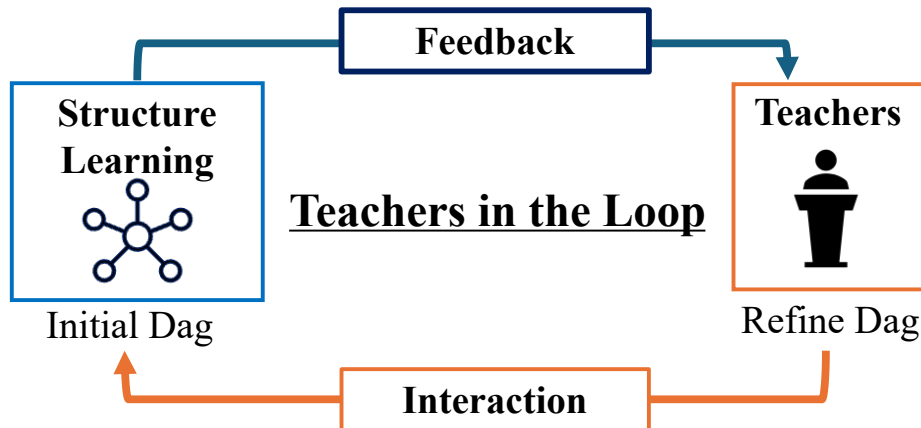 Feedback
Structure
Learning
Teachers
Teachers in the Loop
Initial Dag
Refine Dag
Interaction